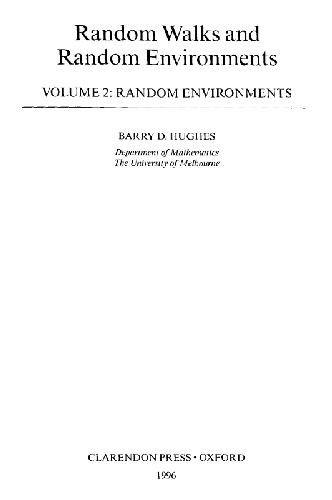 Random Walks and
Random Environments
VOLUME 2: RANDOM ENVIRONMENTS
BARRY D. HUGHES
Department of Mathematics
The University of Melbourne
CLARENDON PRESS • OXFORD
1996